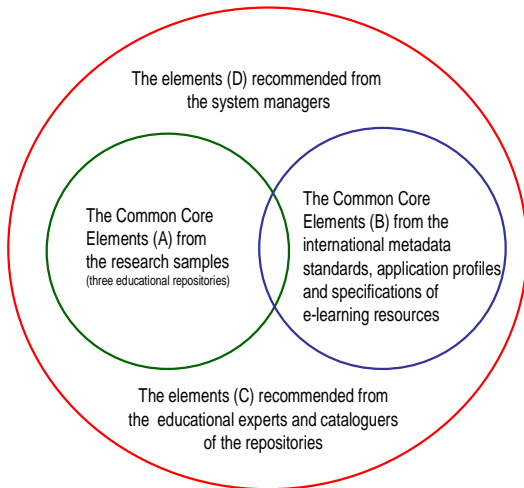 The elements (D) recommended from
the system managers
The Common Core
Elements (A) from
the research samples
(three educational repositories)
The Common Core
Elements (B) from the
international metadata
standards, application profiles
and specifications of
e-learning resources
The elements (C) recommended from
the educational experts and cataloguers
of the repositories